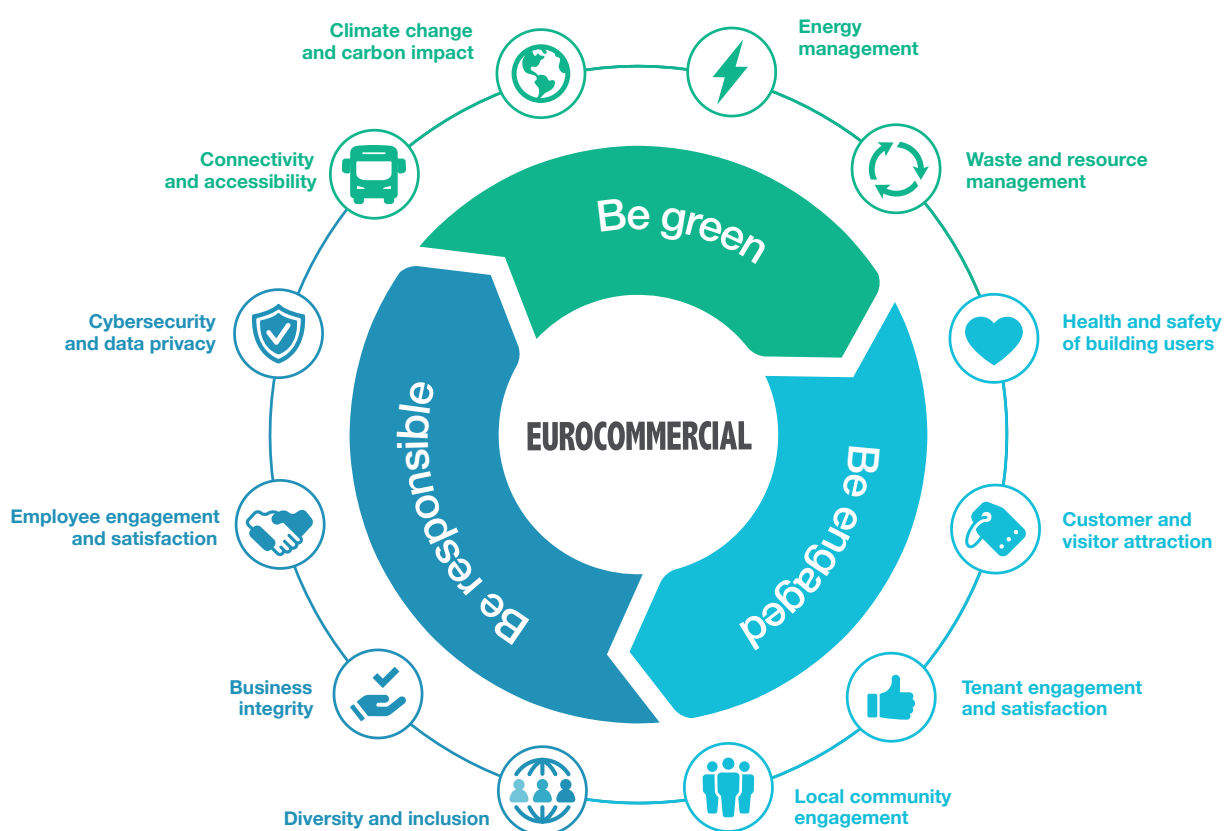 Climate change
and carbon impact
Energy
management
Connectivity
and accessibility
Waste and resource
management
Be green
Cybersecurity
and data privacy
Health and safety
of building users
Be responsible
EUROCOMMERCIAL
Be engaged
Employee engagement
and satisfaction
Customer and
visitor attraction
Business
integrity
Tenant engagement
and satisfaction
Diversity and inclusion
Local community
engagement